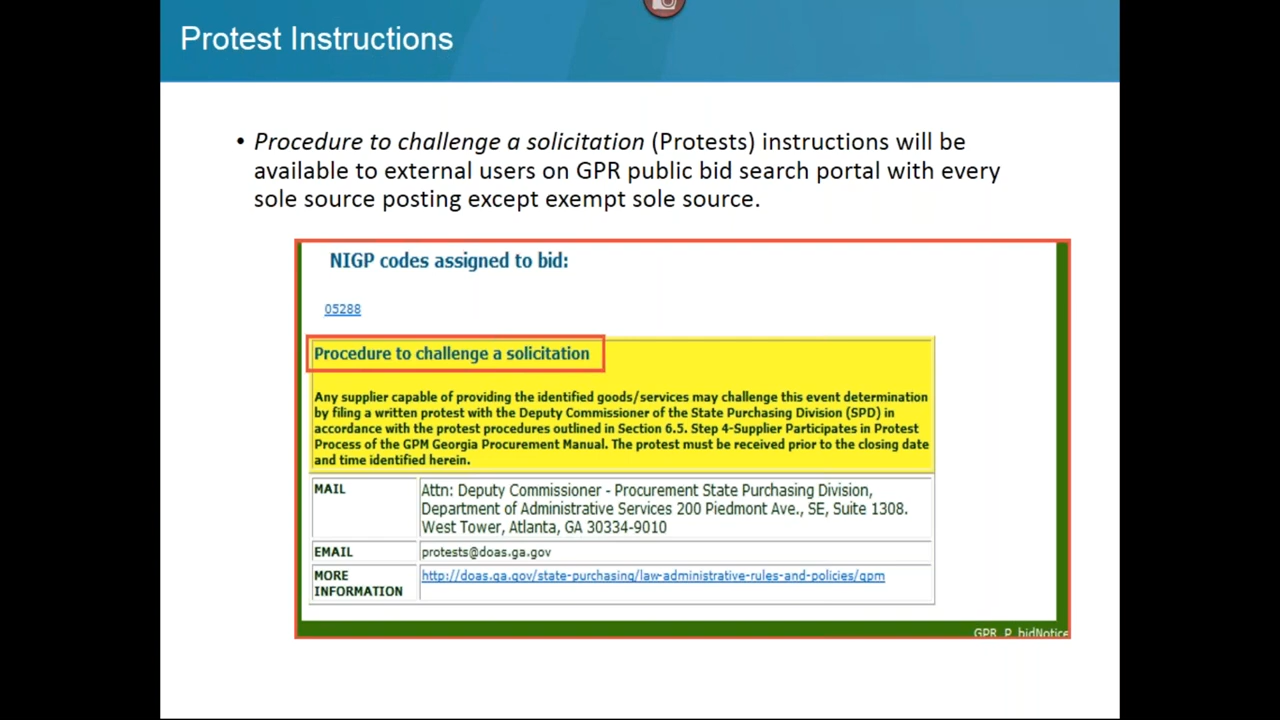 Protest Instructions
• Procedure to challenge a solicitation (Protests) instructions will be
available to external users on GPR public bid search portal with every
sole source posting except exempt sole source.
NIGP codes assigned to bid:
05288
Procedure to challenge a solicitation
Any supplier capable of providing the identified goods/services may challenge this event determination
by filing a written protest with the Deputy Commissioner of the State Purchasing Division (SPD) in
accordance with the protest procedures outlined in Section 6.5. Step 4-Supplier Participates in Protest
Process of the GPM Georgia Procurement Manual. The protest must be received prior to the closing date
and time identified herein.
MAIL
Attn: Deputy Commissioner - Procurement State Purchasing Division,
Department of Administrative Services 200 Piedmont Ave., SE, Suite 1308.
West Tower, Atlanta, GA 30334-9010
EMAIL
protests@doas.ga.gov
MORE
INFORMATION
http://doas.ga.gov/state-purchasing/law-administrative-rules-and-policies/gpm
GPR_P_bidNotice